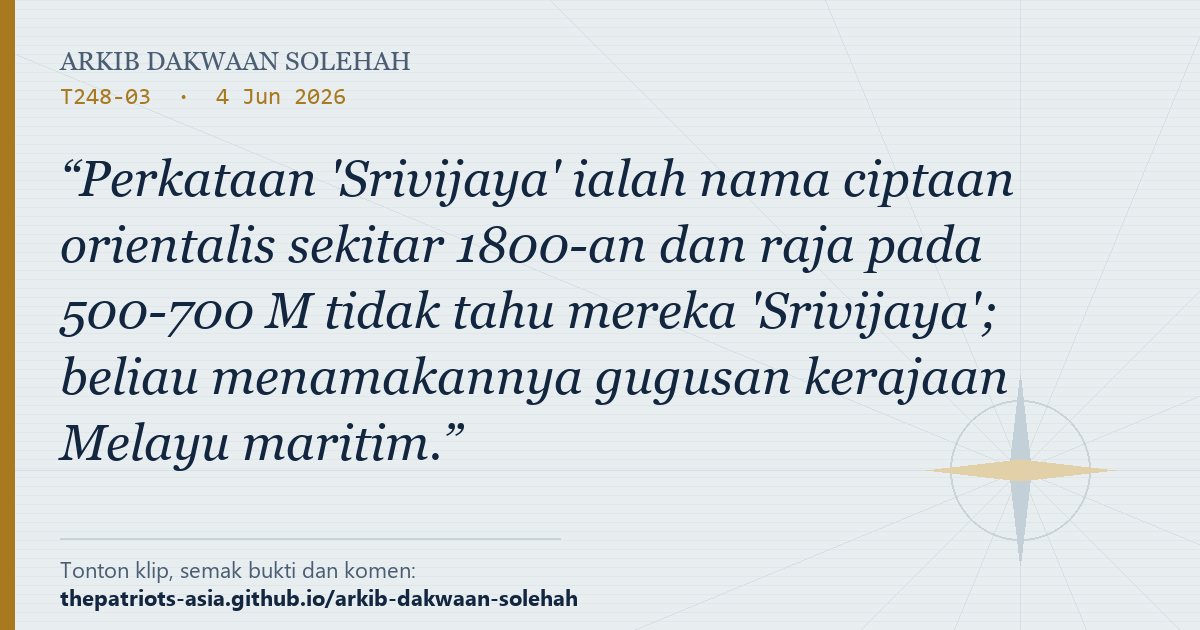 ARKIB DAKWAAN SOLEHAH
T248-03 · 4 Jun 2026
“Perkataan 'Srivijaya' ialah nama ciptaan
orientalis sekitar 1800-an dan raja pada
500-700 M tidak tahu mereka 'Srivijaya';
beliau menamakannya gugusan kerajaan
Melayu maritim.”
Tonton klip, semak bukti dan komen:
thepatriots-asia.github.io/arkib-dakwaan-solehah